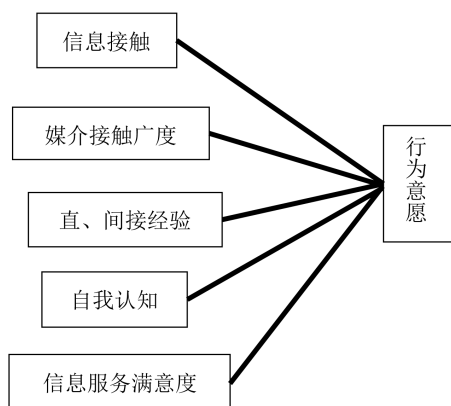 信息接触
媒介接触广度
直、间接经验
自我认知
信息服务满意度
行为意愿